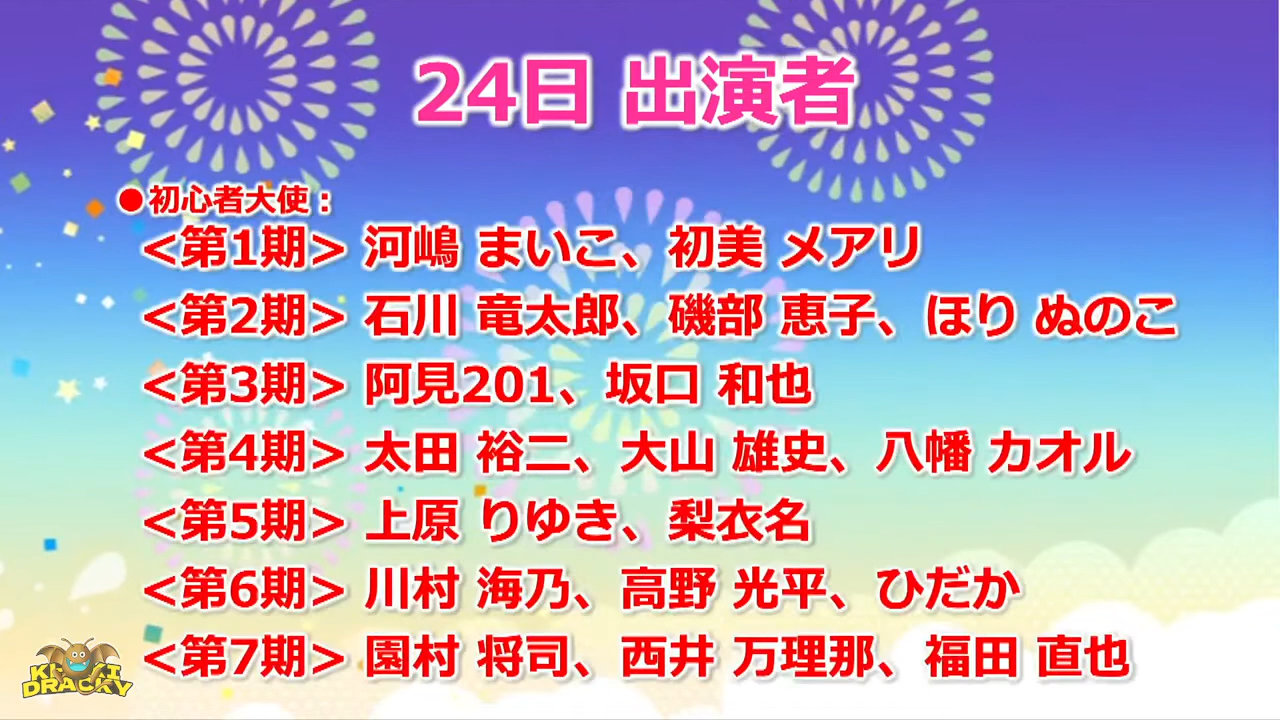 24日 出演者
●初心者大使：
<第1期> 河嶋 まいこ、初美 メアリ
<第2期> 石川 竜太郎、磯部 恵子、ほり ぬのこ
<第3期> 阿見201、坂口 和也
<第4期> 太田 裕二、大山 雄史、八幡 カオル
<第5期> 上原 りゆき、梨衣名
<第6期> 川村 海乃、高野 光平、ひだか
<第7期> 園村 将司、西井 万理那、福田 直也
DRACKY